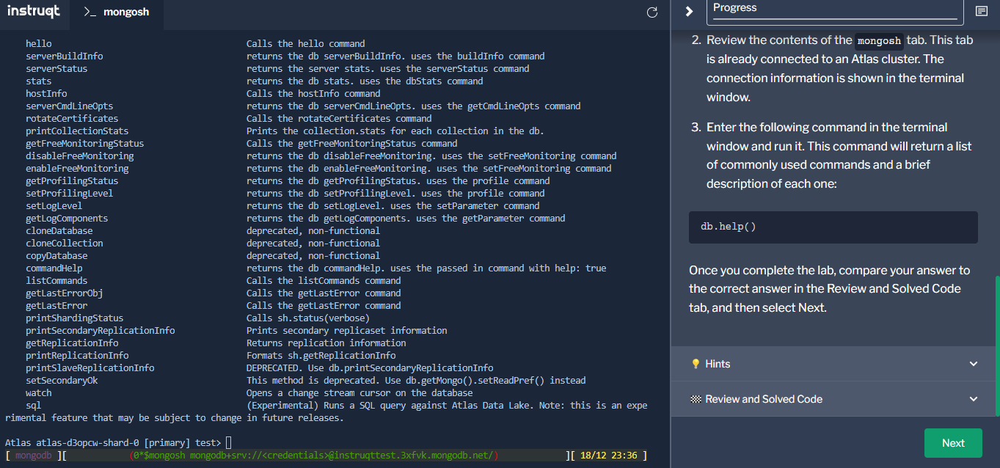 instruqt
>_ mongosh
hello Calls the hello command
serverBuildInfo returns the db serverBuildInfo. uses the buildInfo command
serverStatus returns the server stats. uses the serverStatus command
stats returns the db stats. uses the dbStats command
hostInfo Calls the hostInfo command
serverCmdLineOpts returns the db serverCmdLineOpts. uses the getCmdLineOpts command
rotateCertificates Calls the rotateCertificates command
printCollectionStats Prints the collection.stats for each collection in the db.
getFreeMonitoringStatus Calls the getFreeMonitoringStatus command
disableFreeMonitoring returns the db disableFreeMonitoring. uses the setFreeMonitoring command
enableFreeMonitoring returns the db enableFreeMonitoring. uses the setFreeMonitoring command
getProfilingStatus returns the db getProfilingStatus. uses the profile command
setProfilingLevel returns the db setProfilingLevel. uses the profile command
setLogLevel returns the db setLogLevel. uses the setParameter command
getLogComponents returns the db getLogComponents. uses the getParameter command
cloneDatabase deprecated, non-functional
cloneCollection deprecated, non-functional
copyDatabase deprecated, non-functional
commandHelp returns the db commandHelp. uses the passed in command with help: true
listCommands Calls the listCommands command
getLastErrorObj Calls the getLastError command
getLastError Calls the getLastError command
printShardingStatus Calls sh.status(verbose)
printSecondaryReplicationInfo Prints secondary replicaset information
getReplicationInfo Returns replication information
printReplicationInfo Formats sh.getReplicationInfo
printSlaveReplicationInfo DEPRECATED. Use db.printSecondaryReplicationInfo
setSecondaryOk This method is deprecated. Use db.getMongo().setReadPref() instead
watch Opens a change stream cursor on the database
sql (Experimental) Runs a SQL query against Atlas Data Lake. Note: this is an expe
rimental feature that may be subject to change in future releases.
Atlas atlas-d3opcw-shard-0 [primary] test>
[ mongodb ][ (0*$mongosh mongodb+srv://<credentials>@instruqttest.3xfvk.mongodb.net/) ][ 18/12 23:36 ]
Progress
2. Review the contents of the mongosh tab. This tab
is already connected to an Atlas cluster. The
connection information is shown in the terminal
window.
3. Enter the following command in the terminal
window and run it. This command will return a list
of commonly used commands and a brief
description of each one:
db.help()
Once you complete the lab, compare your answer to
the correct answer in the Review and Solved Code
tab, and then select Next.
Hints
Review and Solved Code
Next